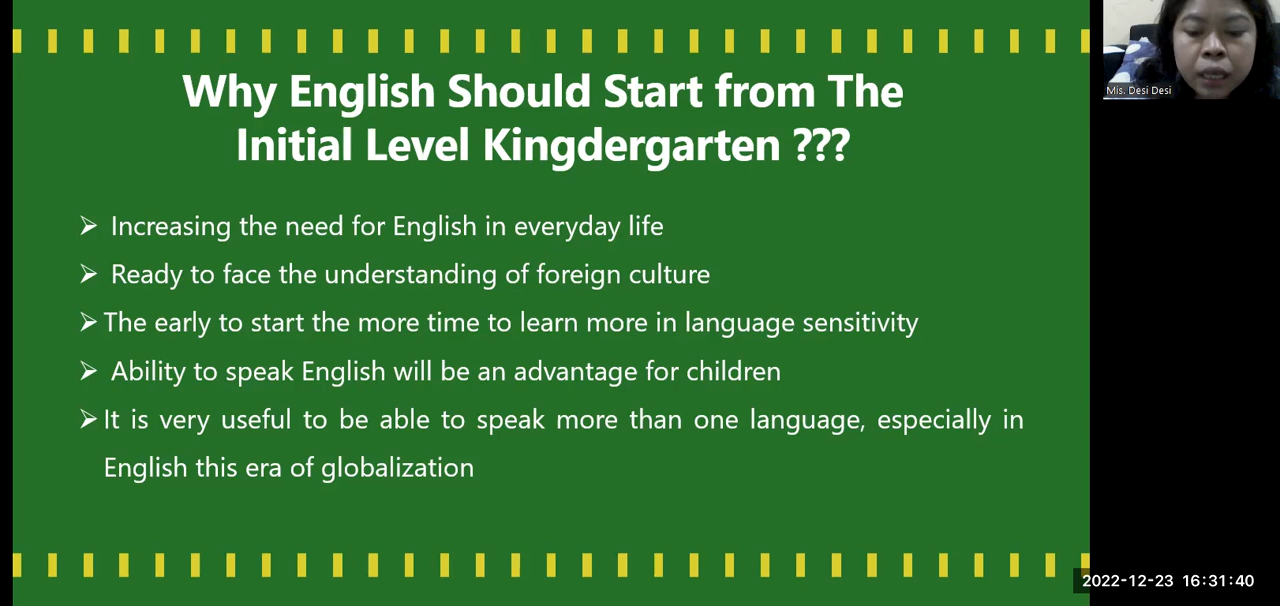 Why English Should Start from The
Initial Level Kingdergarten ???
Increasing the need for English in everyday life
Ready to face the understanding of foreign culture
The early to start the more time to learn more in language sensitivity
Ability to speak English will be an advantage for children
It is very useful to be able to speak more than one language, especially in
English this era of globalization
Mis. Desi Desi
2022-12-23 16:31:40